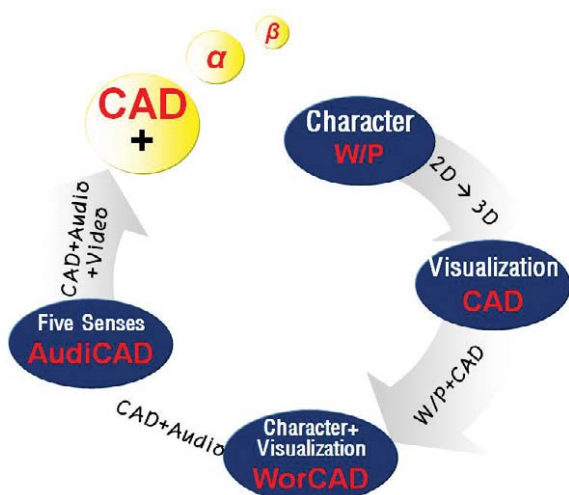 β
α
CAD
+
Character
W/P
2D → 3D
Visualization
CAD
W/P+CAD
Character+
Visualization
WorCAD
CAD+Audio
Five Senses
AudiCAD
CAD+Audio
+Video